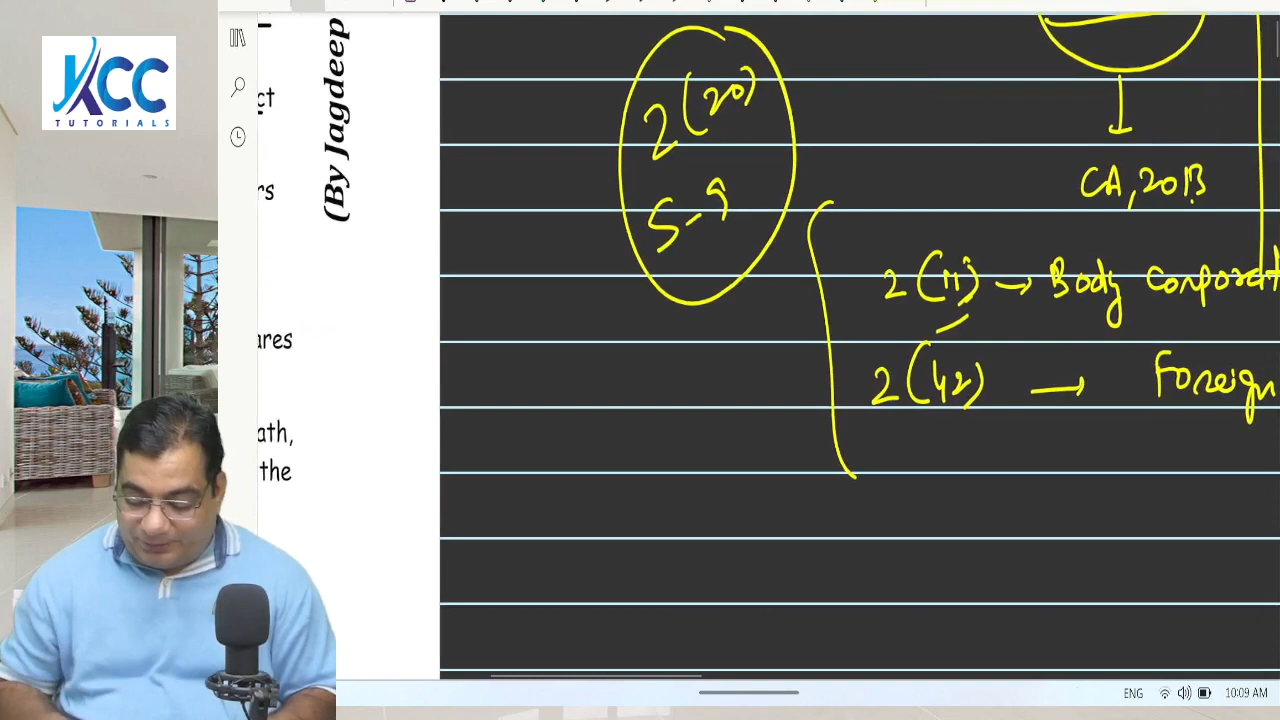 KCC
TUTORIALS
ct
rs
ares
ath,
the
(By Jagdeep
2(20)
5-9
CA, 2013
2(11) → Body corporat
2(42) → Foreign
ENG
10:09 AM